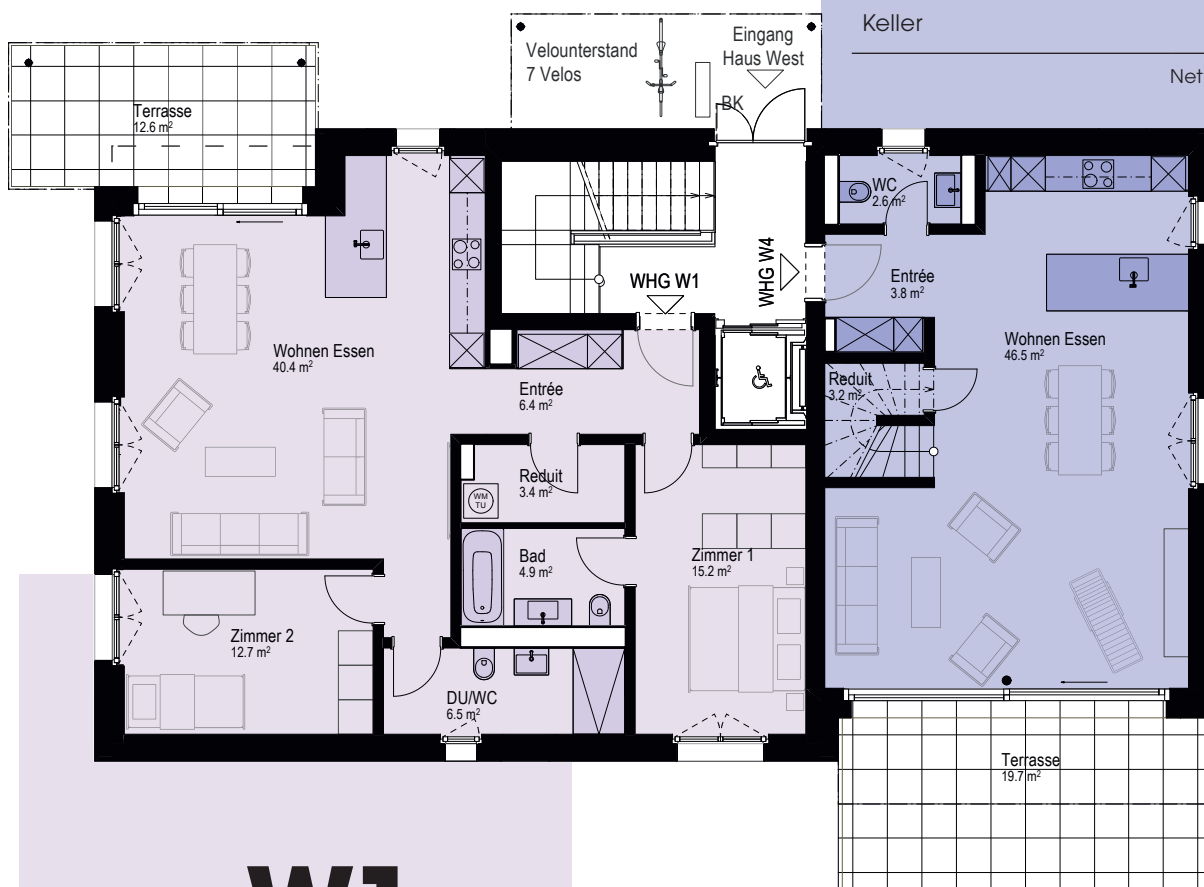 Keller
Net
Velounterstand
7 Velos
Eingang
Haus West
BK
Terrasse
12.6 m²
WC
2.6 m²
WHG W1
WHG W4
Entrée
3.8 m²
Wohnen Essen
40.4 m²
Wohnen Essen
46.5 m²
Entrée
6.4 m²
Reduit
3.2 m²
Reduit
3.4 m²
WM
TU
Bad
4.9 m²
Zimmer 1
15.2 m²
Zimmer 2
12.7 m²
DU/WC
6.5 m²
Terrasse
19.7 m²
W1